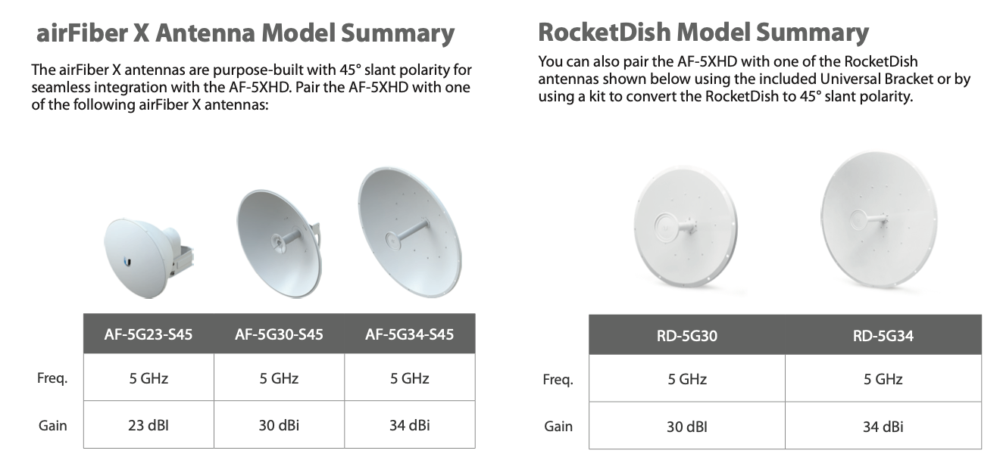 airFiber X Antenna Model Summary
The airFiber X antennas are purpose-built with 45° slant polarity for
seamless integration with the AF-5XHD. Pair the AF-5XHD with one
of the following airFiber X antennas:
AF-5G23-S45 AF-5G30-S45 AF-5G34-S45
Freq. 5 GHz 5 GHz 5 GHz
Gain 23 dBI 30 dBi 34 dBi
RocketDish Model Summary
You can also pair the AF-5XHD with one of the RocketDish
antennas shown below using the included Universal Bracket or by
using a kit to convert the RocketDish to 45° slant polarity.
RD-5G30 RD-5G34
Freq. 5 GHz 5 GHz
Gain 30 dBI 34 dBi